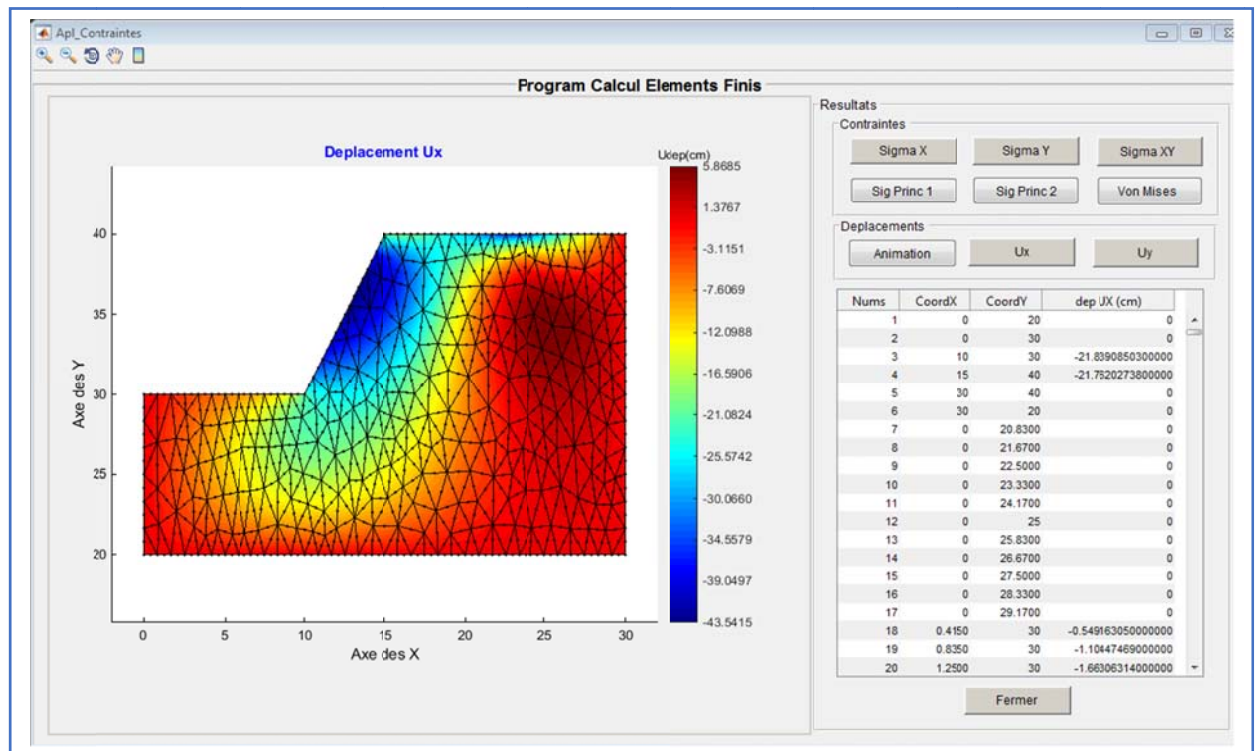 Apl_Contraintes
Program Calcul Elements Finis
Deplacement Ux
Udep(cm)
5.8685
1.3767
-3.1151
-7.6069
-12.0988
-16.5906
-21.0824
-25.5742
-30.0660
-34.5579
-39.0497
-43.5415
40
35
30
25
20
Axe des Y
0 5 10 15 20 25 30
Axe des X
Resultats
Contraintes
Sigma X Sigma Y Sigma XY
Sig Princ 1 Sig Princ 2 Von Mises
Deplacements
Animation Ux Uy
Nums CoordX CoordY dep UX (cm)
1 0 20 0
2 0 30 0
3 10 30 -21.8390850300000
4 15 40 -21.7620273800000
5 30 40 0
6 30 20 0
7 0 20.8300 0
8 0 21.6700 0
9 0 22.5000 0
10 0 23.3300 0
11 0 24.1700 0
12 0 25 0
13 0 25.8300 0
14 0 26.6700 0
15 0 27.5000 0
16 0 28.3300 0
17 0 29.1700 0
18 0.4150 30 -0.549163050000000
19 0.8350 30 -1.10447469000000
20 1.2500 30 -1.66306314000000
Fermer